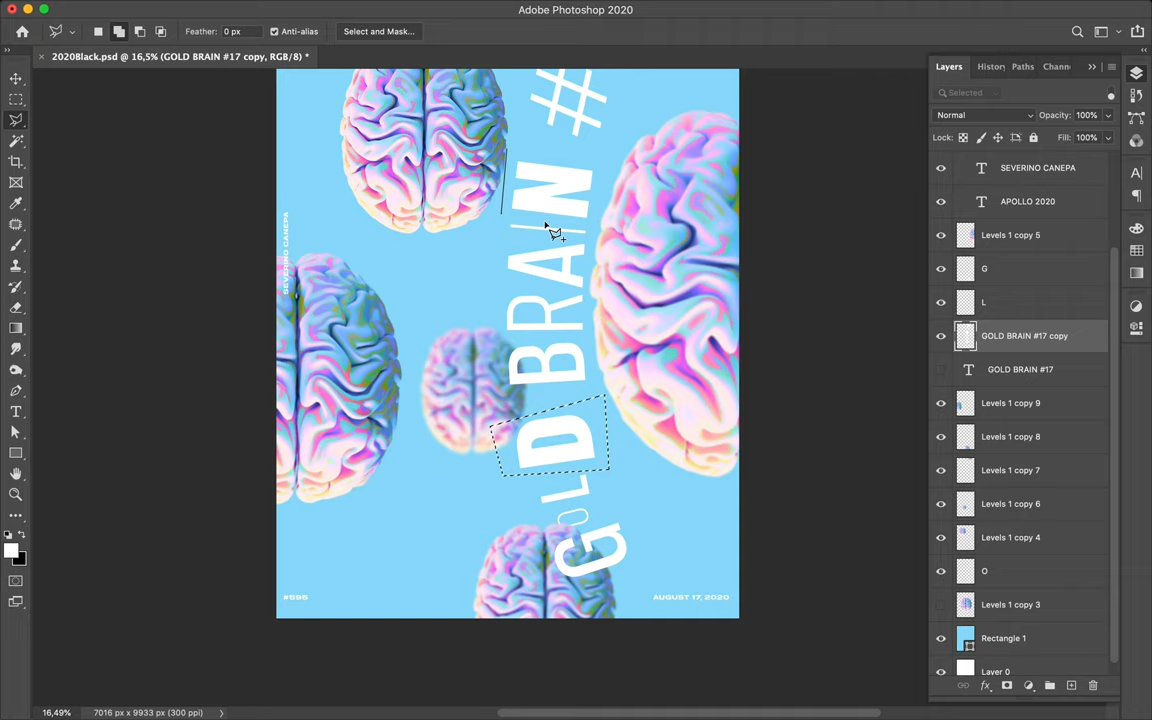 Adobe Photoshop 2020
Feather: 0 px
Anti-alias
Select and Mask...
× 2020Black.psd @ 16,5% (GOLD BRAIN #17 copy, RGB/8) *
Layers
History
Paths
Chann
Selected
Normal
Opacity: 100%
Lock:
Fill: 100%
SEVERINO CANEPA
APOLLO 2020
Levels 1 copy 5
G
L
GOLD BRAIN #17 copy
GOLD BRAIN #17
Levels 1 copy 9
Levels 1 copy 8
Levels 1 copy 7
Levels 1 copy 6
Levels 1 copy 4
O
Levels 1 copy 3
Rectangle 1
Layer 0
SEVERINO CANEPA
GOLD BRAIN #
#595
AUGUST 17, 2020
16,49%
7016 px x 9933 px (300 ppi)